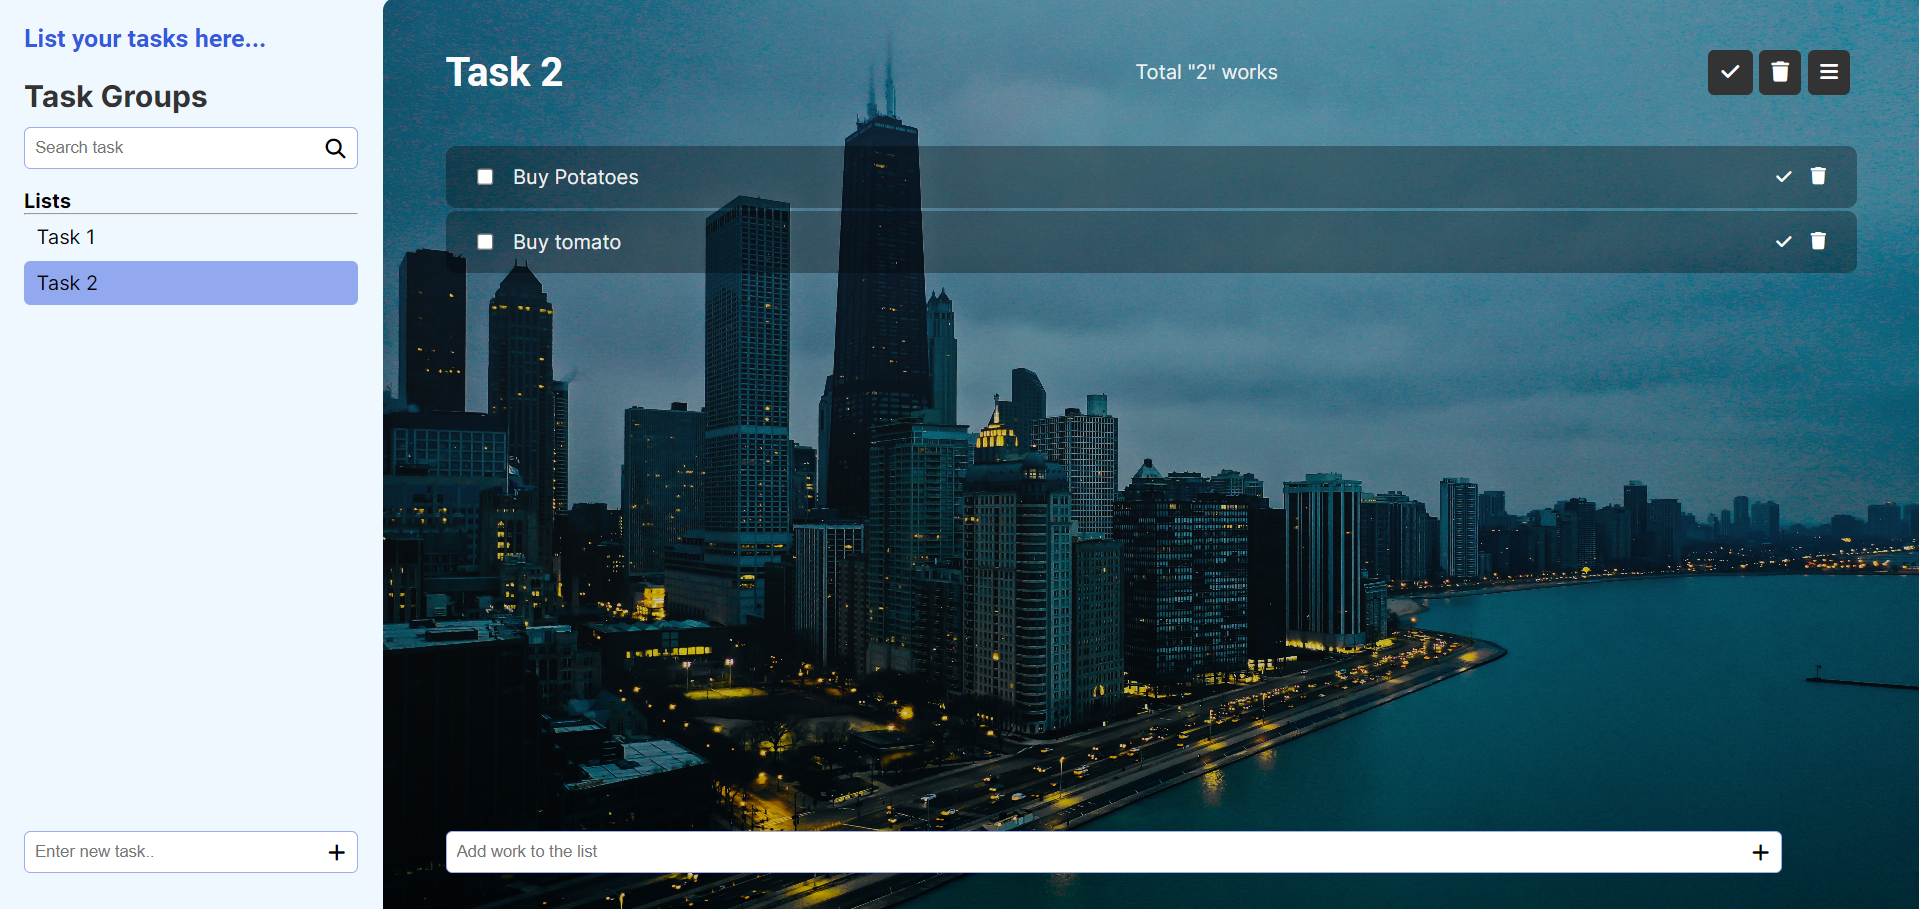 List your tasks here...
Task Groups
Search task
Lists
Task 1
Task 2
Enter new task..
Task 2
Total "2" works
Buy Potatoes
Buy tomato
Add work to the list